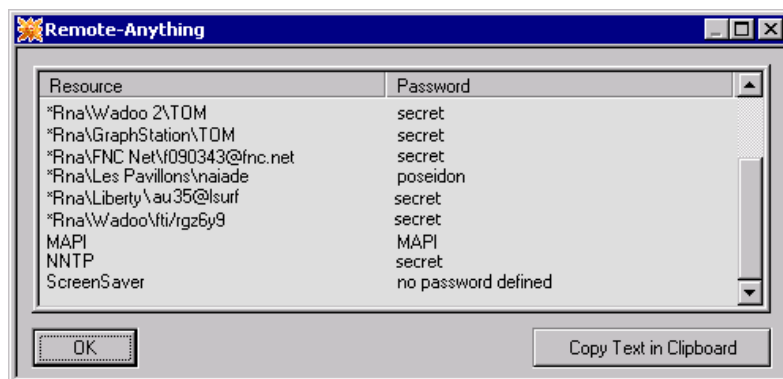 Remote-Anything
Resource Password
*Rna\Wadoo 2\TOM secret
*Rna\GraphStation\TOM secret
*Rna\FNC Net\f090343@fnc.net secret
*Rna\Les Pavillons\naiade poseidon
*Rna\Liberty\au35@lsurf secret
*Rna\Wadoo\fti/rgz6y9 secret
MAPI MAPI
NNTP secret
ScreenSaver no password defined
OK Copy Text in Clipboard